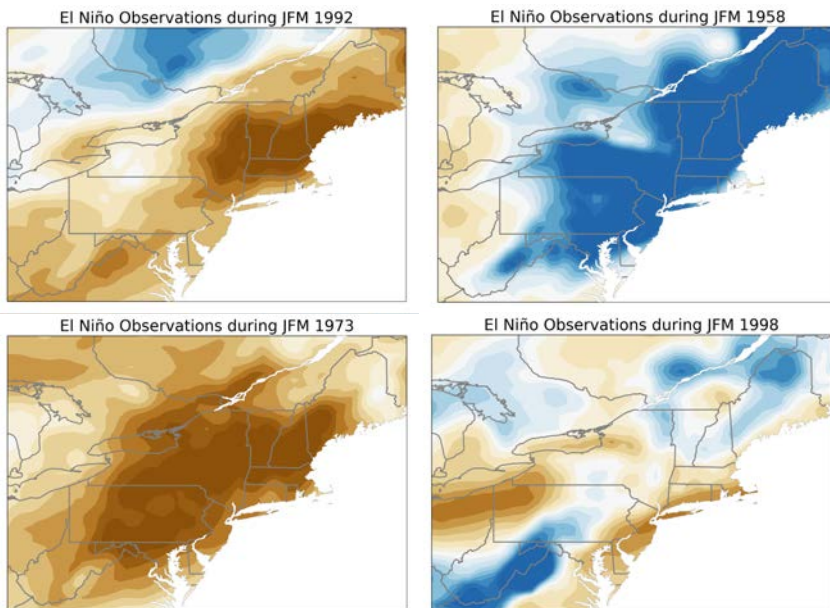 El Niño Observations during JFM 1992
El Niño Observations during JFM 1958
El Niño Observations during JFM 1973
El Niño Observations during JFM 1998